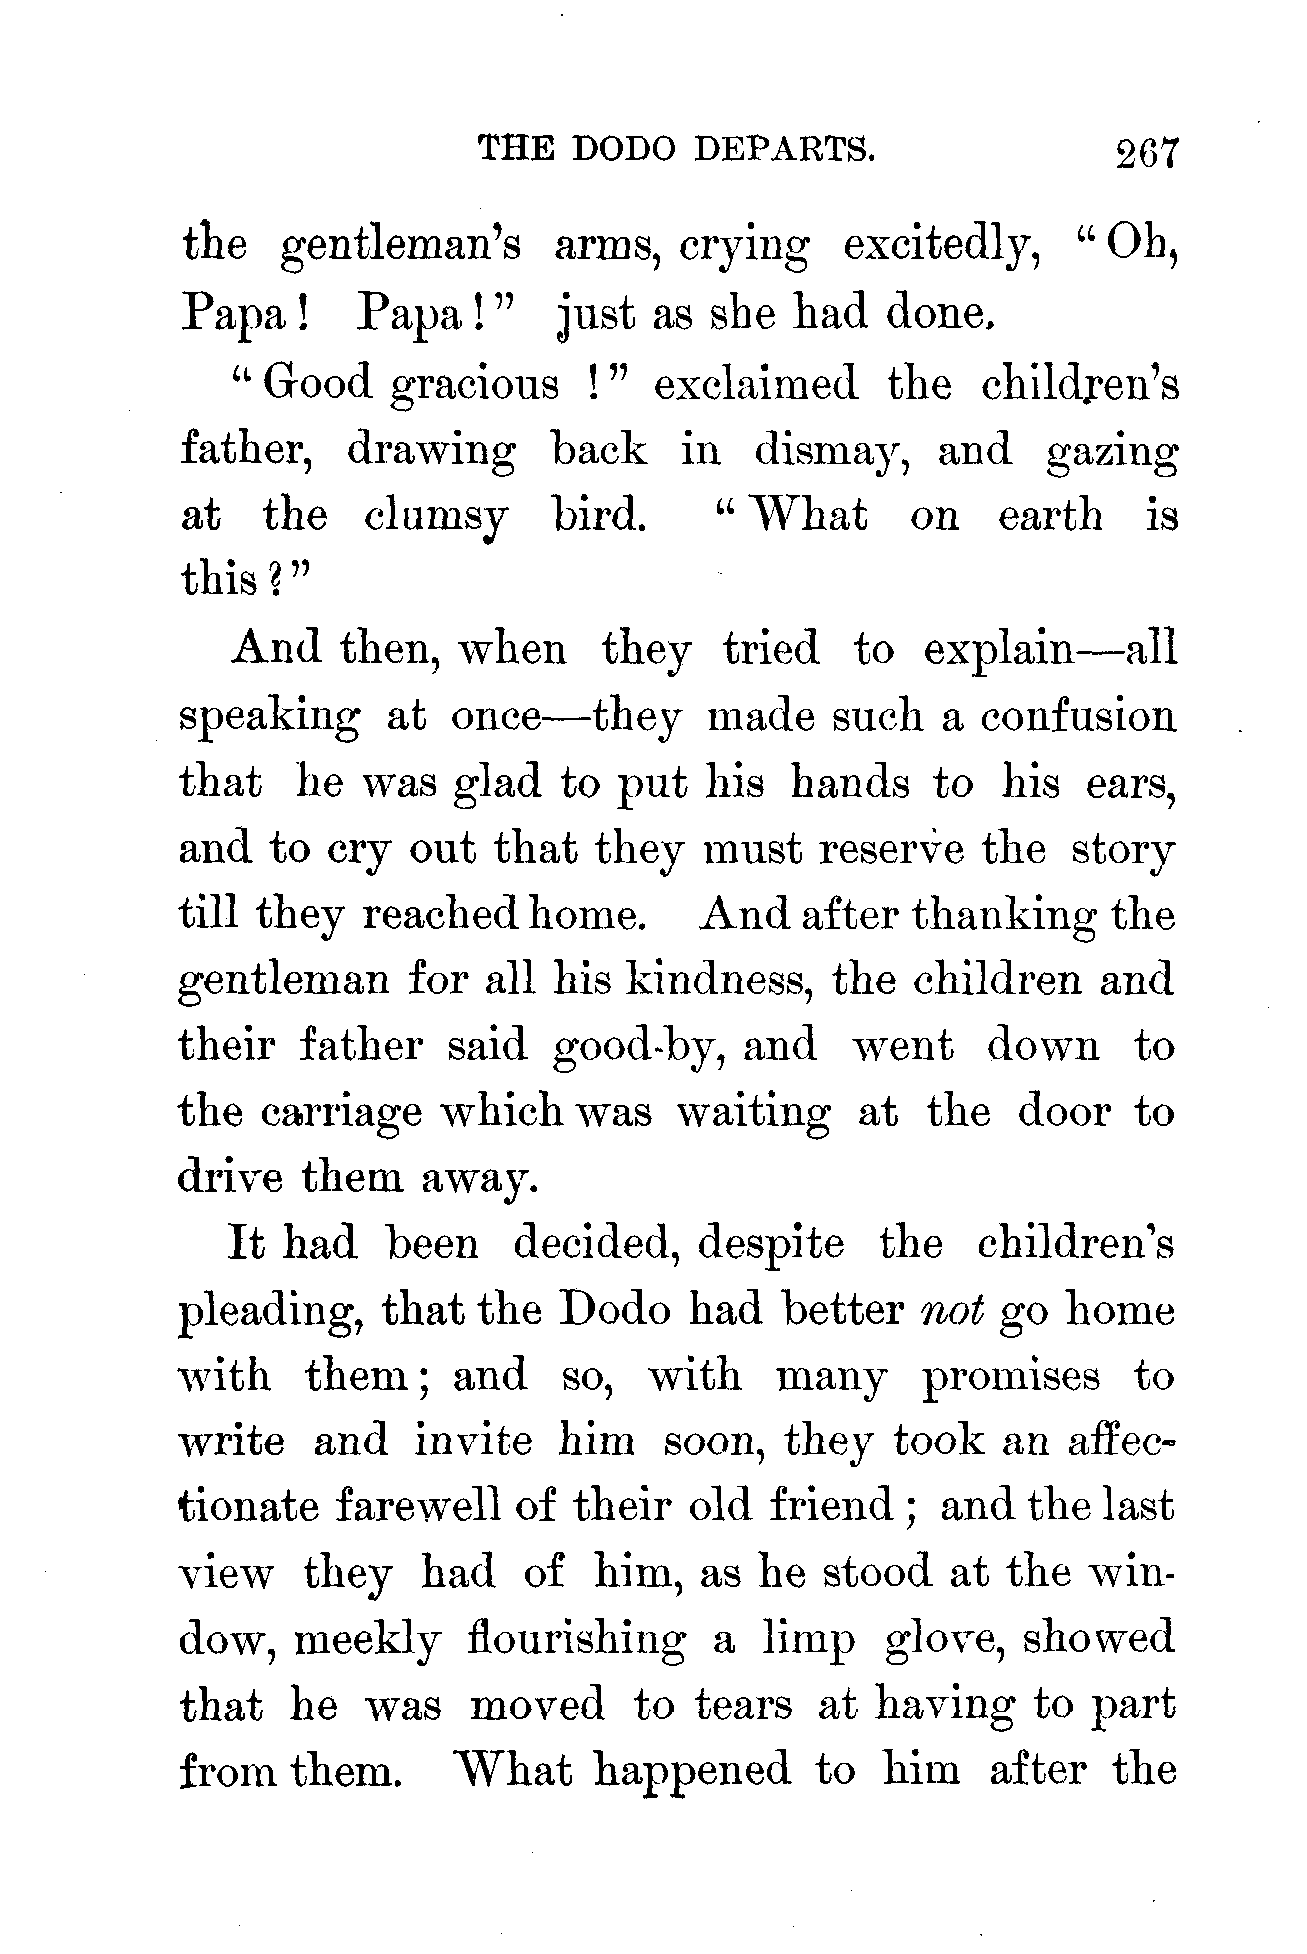 THE DODO DEPARTS. 267
the gentleman's arms, crying excitedly, “Oh,
Papa! Papa!” just as she had done.
“Good gracious!” exclaimed the children's
father, drawing back in dismay, and gazing
at the clumsy bird. “What on earth is
this?”
And then, when they tried to explain—all
speaking at once—they made such a confusion
that he was glad to put his hands to his ears,
and to cry out that they must reserve the story
till they reached home. And after thanking the
gentleman for all his kindness, the children and
their father said good-by, and went down to
the carriage which was waiting at the door to
drive them away.
It had been decided, despite the children's
pleading, that the Dodo had better not go home
with them; and so, with many promises to
write and invite him soon, they took an affec-
tionate farewell of their old friend; and the last
view they had of him, as he stood at the win-
dow, meekly flourishing a limp glove, showed
that he was moved to tears at having to part
from them. What happened to him after the